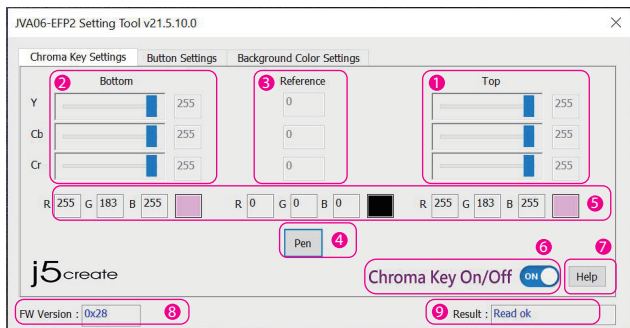 JVA06-EFP2 Setting Tool v21.5.10.0 ×
Chroma Key Settings Button Settings Background Color Settings
2 Bottom 3 Reference 1 Top
Y 255 0 255
Cb 255 0 255
Cr 255 0 255
R 255 G 183 B 255 R 0 G 0 B 0 R 255 G 183 B 255 5
Pen 4
6 7
j5create Chroma Key On/Off ON Help
FW Version : 0x28 8 9 Result : Read ok